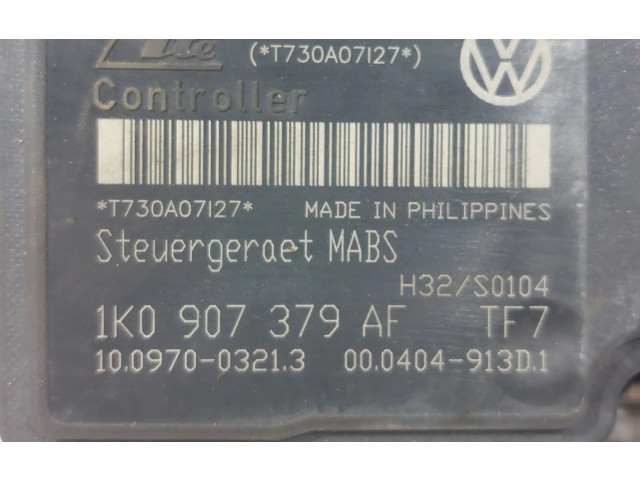 Ate (*T730A07I27*)
Controller
*T730A07I27* MADE IN PHILIPPINES
Steuergeraet MABS
H32/S0104
1K0 907 379 AF TF7
10.0970-0321.3 00.0404-913D.1